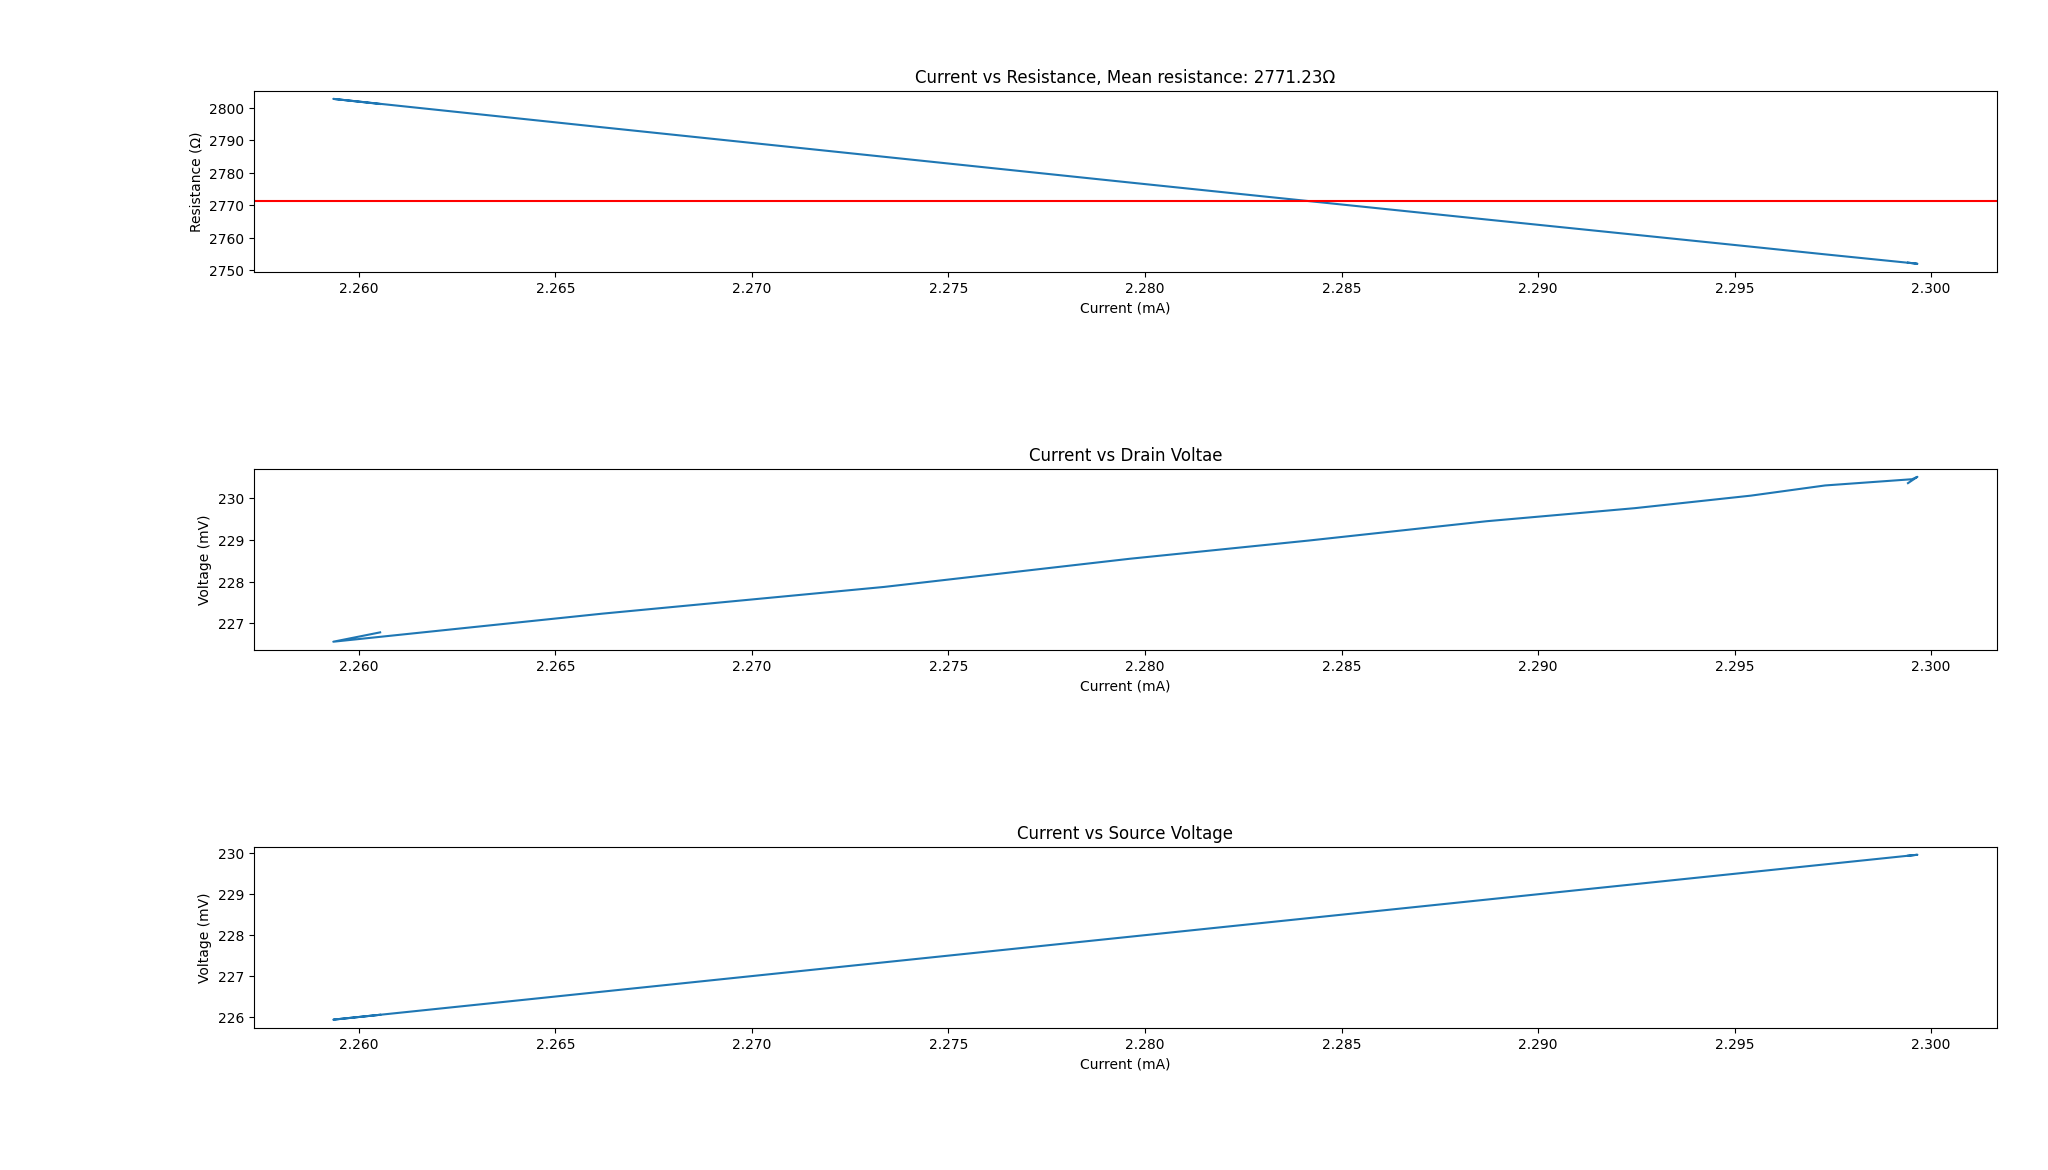 Current vs Resistance, Mean resistance: 2771.23Ω
2800
2790
2780
2770
2760
2750
Resistance (Ω)
2.260 2.265 2.270 2.275 2.280 2.285 2.290 2.295 2.300
Current (mA)
Current vs Drain Voltae
230
229
228
227
Voltage (mV)
2.260 2.265 2.270 2.275 2.280 2.285 2.290 2.295 2.300
Current (mA)
Current vs Source Voltage
230
229
228
227
226
Voltage (mV)
2.260 2.265 2.270 2.275 2.280 2.285 2.290 2.295 2.300
Current (mA)